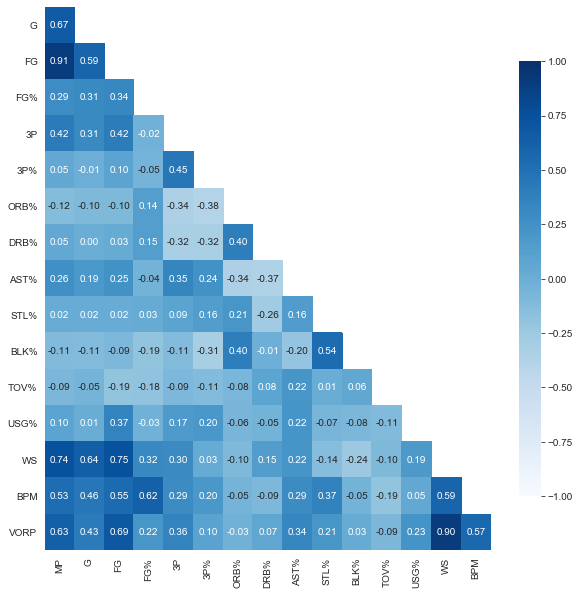 G 0.67
FG 0.91 0.59
FG% 0.29 0.31 0.34
3P 0.42 0.31 0.42 -0.02
3P% 0.05 -0.01 0.10 -0.05 0.45
ORB% -0.12 -0.10 -0.10 0.14 -0.34 -0.38
DRB% 0.05 0.00 0.03 0.15 -0.32 -0.32 0.40
AST% 0.26 0.19 0.25 -0.04 0.35 0.24 -0.34 -0.37
STL% 0.02 0.02 0.02 0.03 0.09 0.16 0.21 -0.26 0.16
BLK% -0.11 -0.11 -0.09 -0.19 -0.11 -0.31 0.40 -0.01 -0.20 0.54
TOV% -0.09 -0.05 -0.19 -0.18 -0.09 -0.11 -0.08 0.08 0.22 0.01 0.06
USG% 0.10 0.01 0.37 -0.03 0.17 0.20 -0.06 -0.05 0.22 -0.07 -0.08 -0.11
WS 0.74 0.64 0.75 0.32 0.30 0.03 -0.10 0.15 0.22 -0.14 -0.24 -0.10 0.19
BPM 0.53 0.46 0.55 0.62 0.29 0.20 -0.05 -0.09 0.29 0.37 -0.05 -0.19 0.05 0.59
VORP 0.63 0.43 0.69 0.22 0.36 0.10 -0.03 0.07 0.34 0.21 0.03 -0.09 0.23 0.90 0.57
MP G FG FG% 3P 3P% ORB% DRB% AST% STL% BLK% TOV% USG% WS BPM
1.00
0.75
0.50
0.25
0.00
-0.25
-0.50
-0.75
-1.00